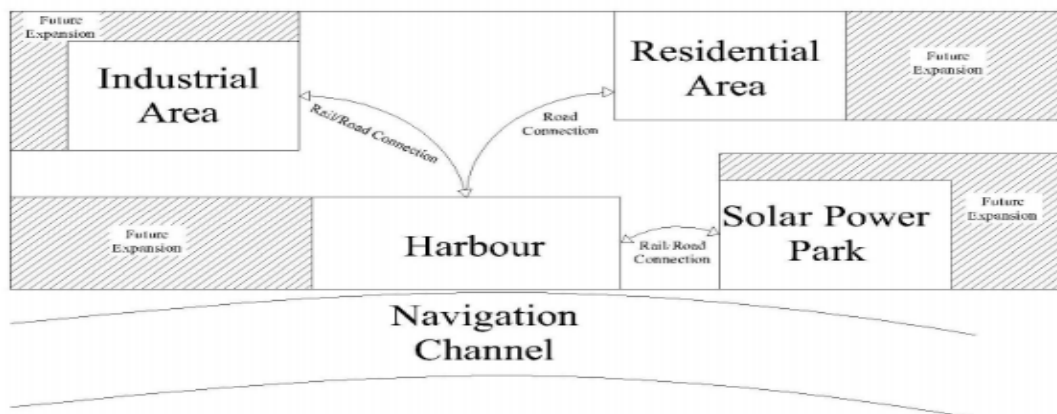 Future
Expansion
Industrial
Area
Rail/Road Connection
Road
Connection
Residential
Area
Future
Expansion
Future
Expansion
Harbour
Rail/Road
Connection
Solar Power
Park
Future
Expansion
Navigation
Channel